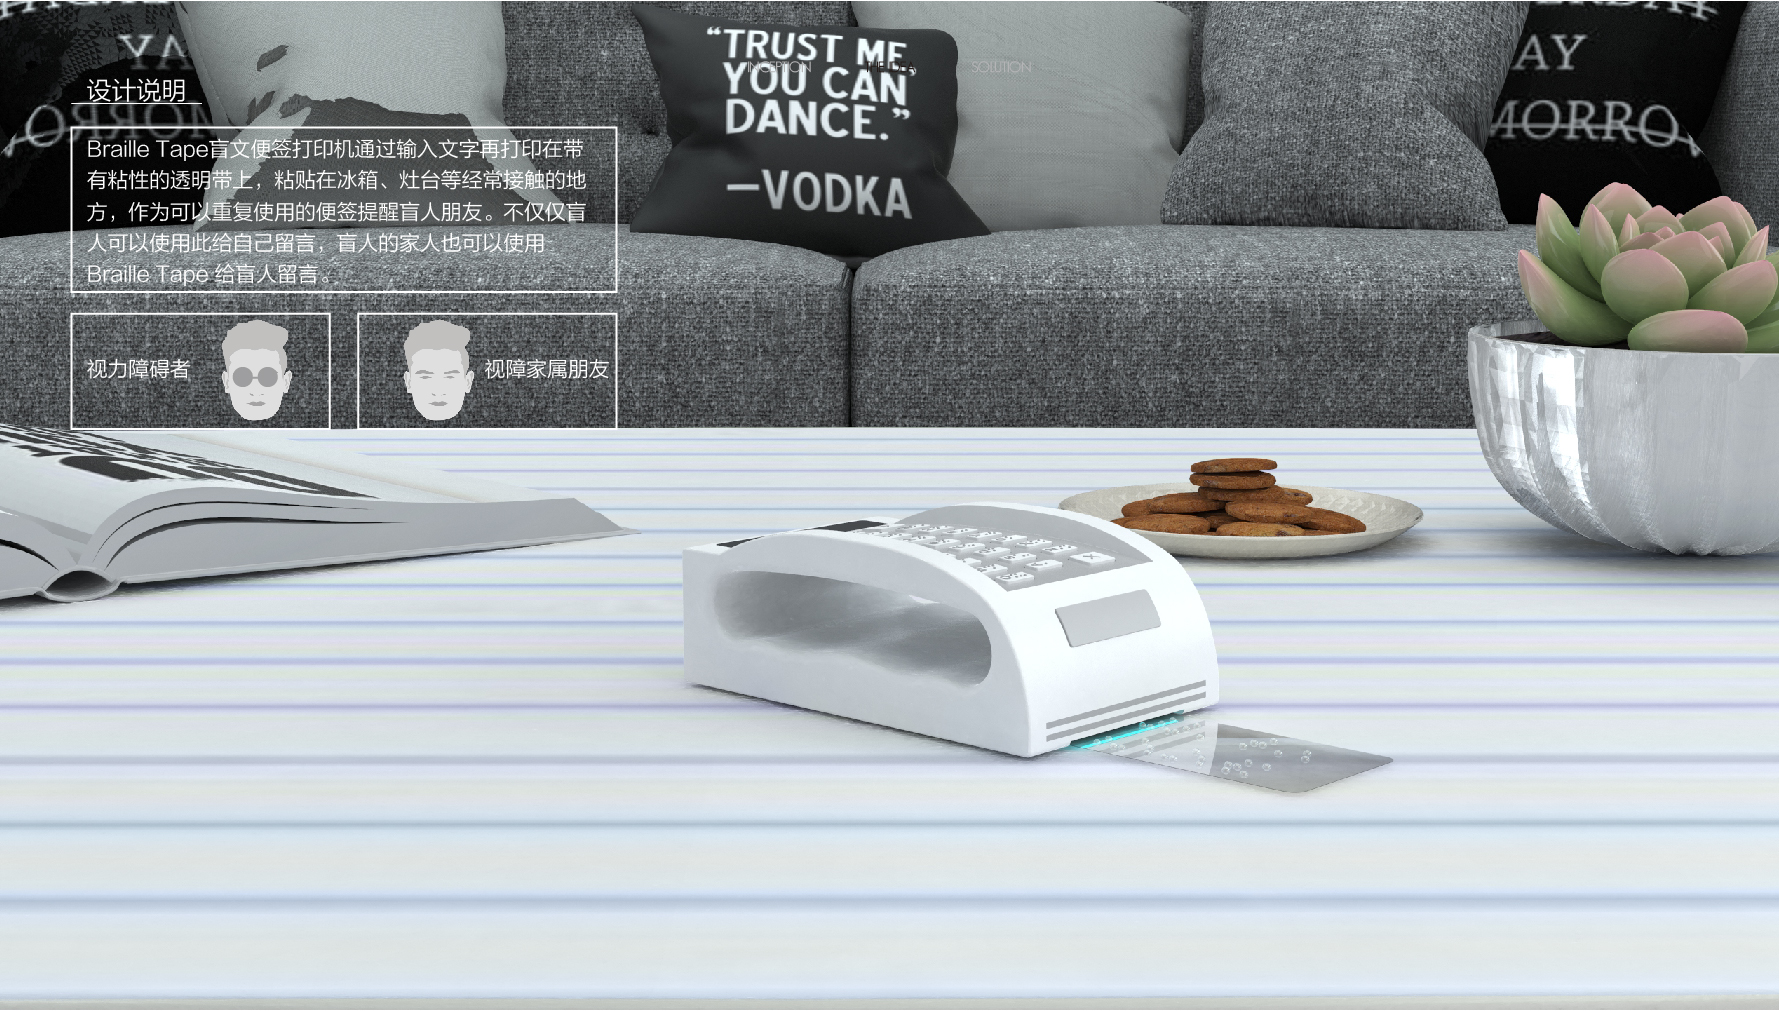 INCEPTION
THE IDEA
SOLUTION
“TRUST ME,
YOU CAN
DANCE.”
—VODKA
AY
MORRO
设计说明
Braille Tape盲文便签打印机通过输入文字再打印在带
有粘性的透明带上，粘贴在冰箱、灶台等经常接触的地
方，作为可以重复使用的便签提醒盲人朋友。不仅仅盲
人可以使用此给自己留言，盲人的家人也可以使用
Braille Tape 给盲人留言。
视力障碍者
视障家属朋友